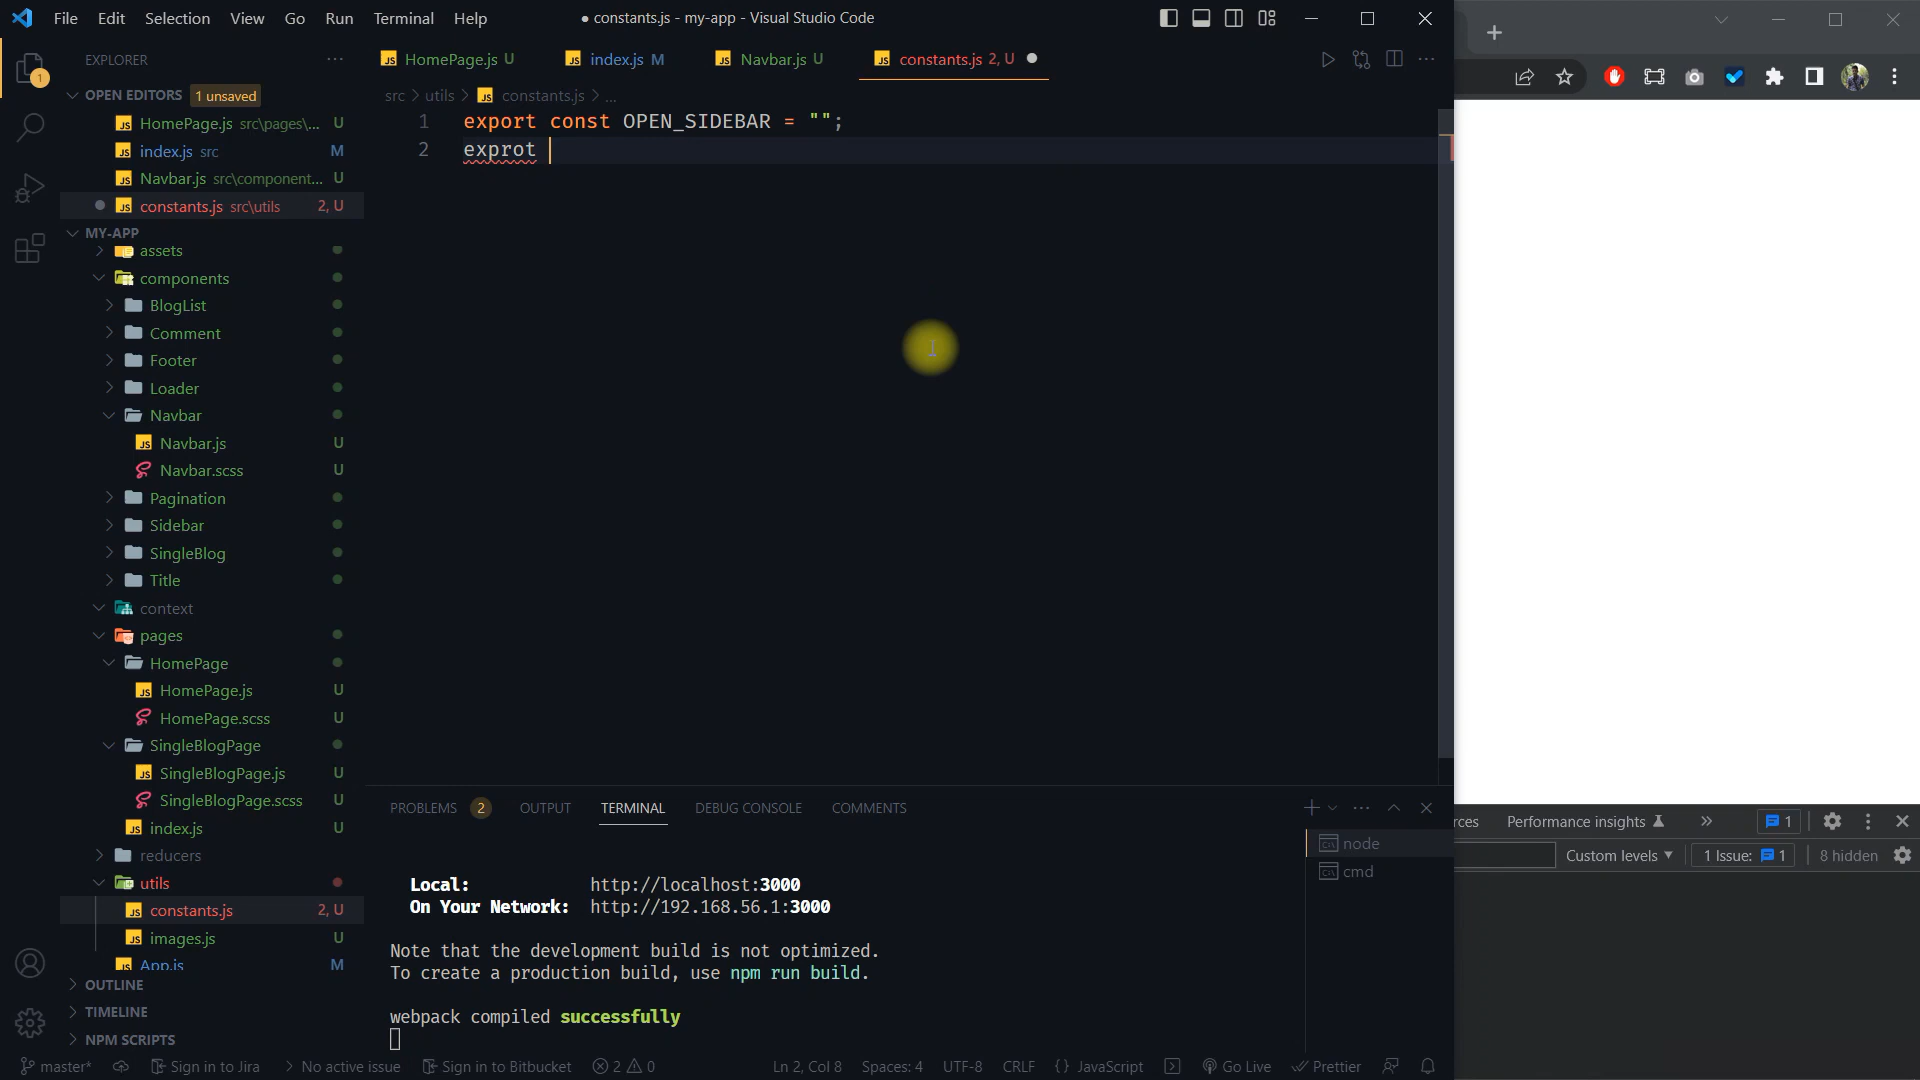 File Edit Selection View Go Run Terminal Help
● constants.js - my-app - Visual Studio Code
EXPLORER
OPEN EDITORS 1 unsaved
HomePage.js src\pages\... U
index.js src M
Navbar.js src\component... U
constants.js src\utils 2, U
MY-APP
assets
components
BlogList
Comment
Footer
Loader
Navbar
Navbar.js U
Navbar.scss U
Pagination
Sidebar
SingleBlog
Title
context
pages
HomePage
HomePage.js U
HomePage.scss U
SingleBlogPage
SingleBlogPage.js U
SingleBlogPage.scss U
index.js U
reducers
utils
constants.js 2, U
images.js U
App.js M
OUTLINE
TIMELINE
NPM SCRIPTS
HomePage.js U index.js M Navbar.js U constants.js 2, U
src > utils > constants.js > ...
1 export const OPEN_SIDEBAR = "";
2 exprot
PROBLEMS 2 OUTPUT TERMINAL DEBUG CONSOLE COMMENTS
node
cmd
Local: http://localhost:3000
On Your Network: http://192.168.56.1:3000
Note that the development build is not optimized.
To create a production build, use npm run build.
webpack compiled successfully
master* Sign in to Jira No active issue Sign in to Bitbucket 2 0 Ln 2, Col 8 Spaces: 4 UTF-8 CRLF {} JavaScript Go Live Prettier
rces Performance insights 1
Custom levels 1 Issue: 1 8 hidden